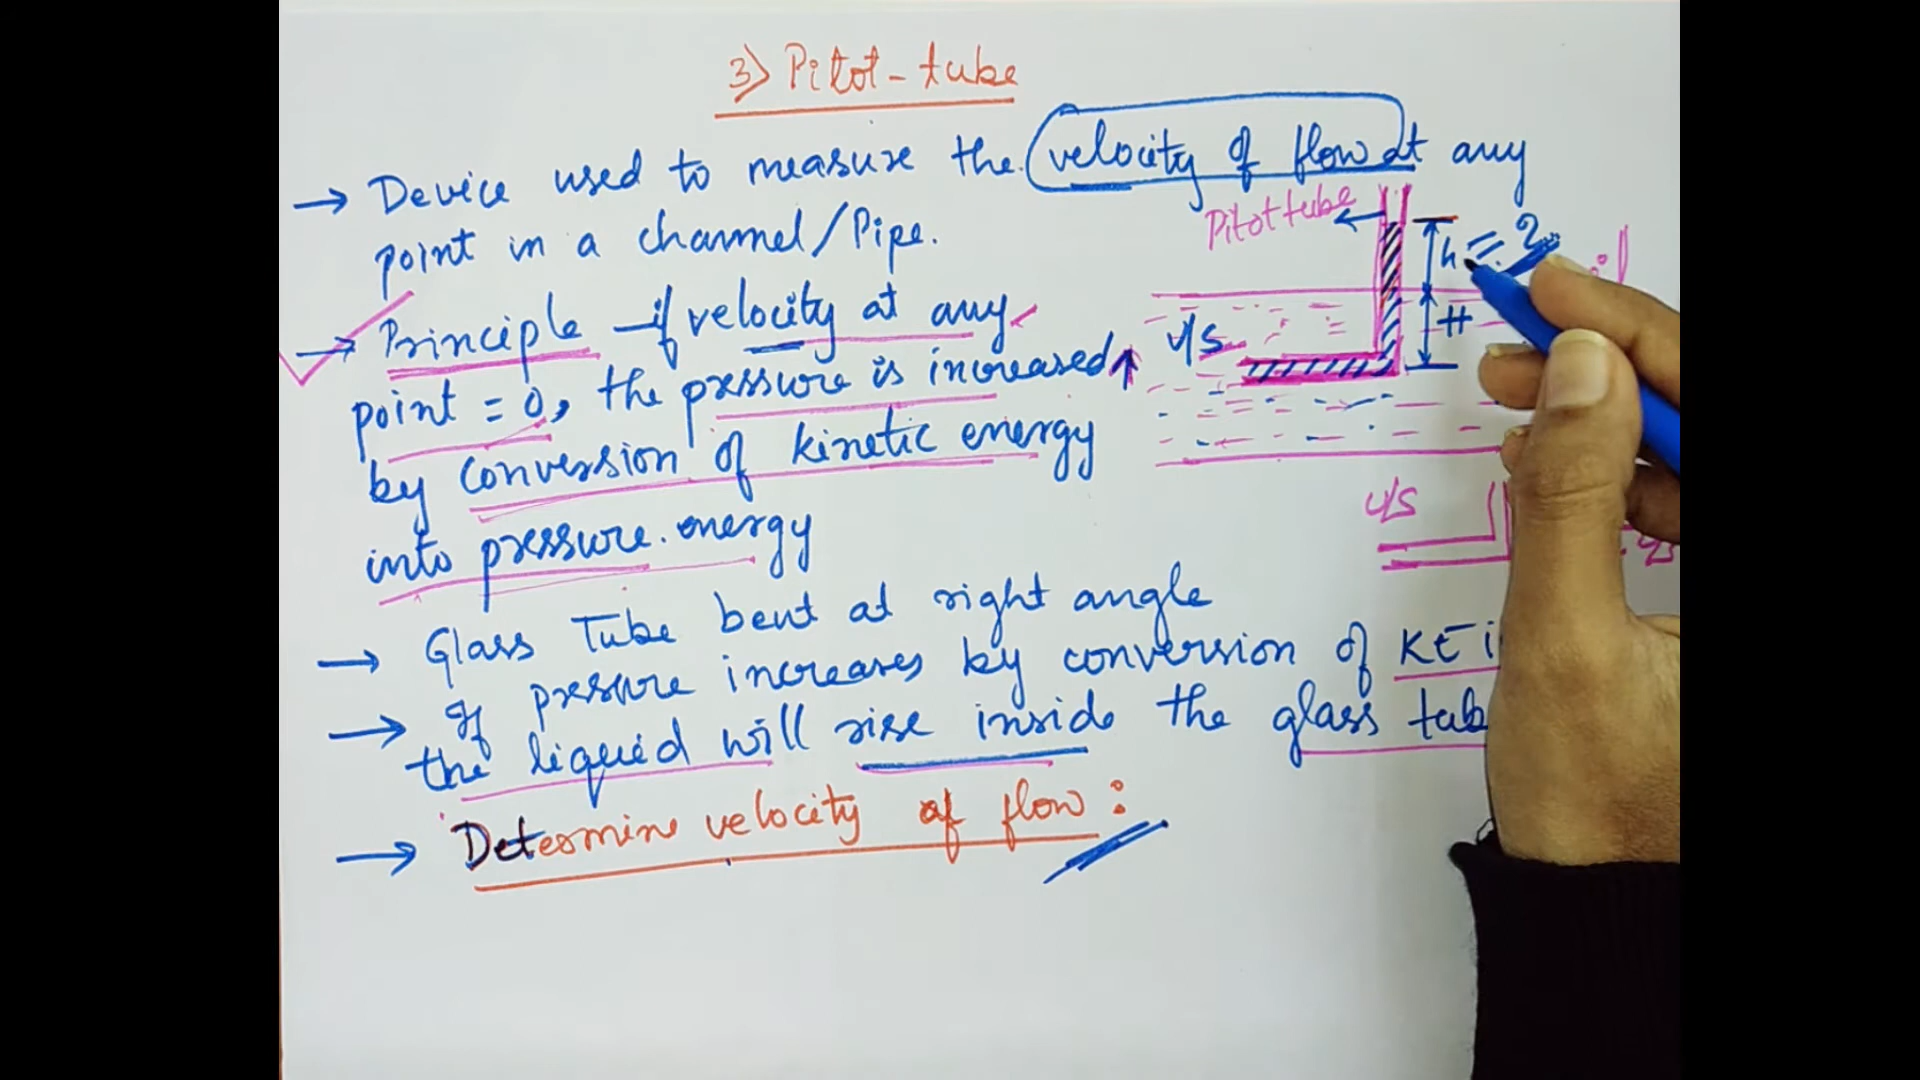 3) Pitot-tube
→ Device used to measure the velocity of flow at any
point in a channel/Pipe.
Pitot tube
h = ?
H
U/S
→ Principle - if velocity at any
point = 0, the pressure is increased ↑
by conversion of kinetic energy
into pressure energy
U/S
→ Glass Tube bent at right angle
→ If pressure increases by conversion of KE i
the liquid will rise inside the glass tub
→ Determine velocity of flow: